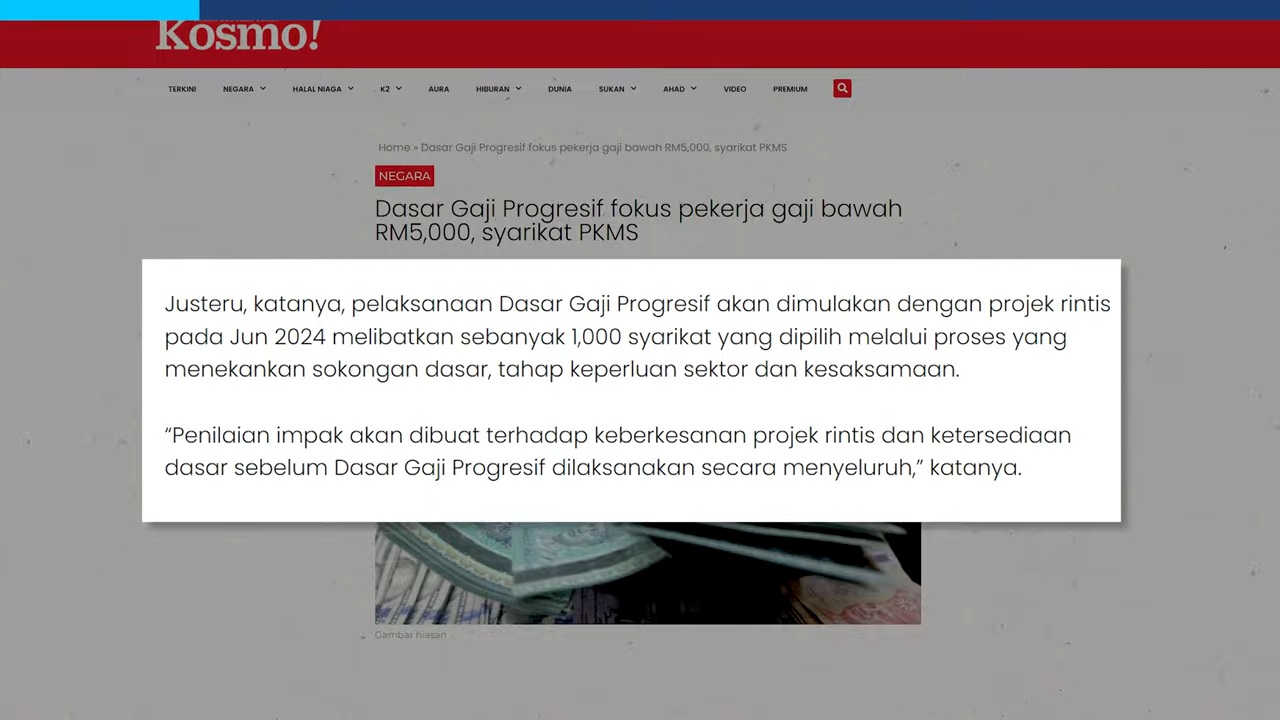 Kosmo!
TERKINI NEGARA HALAL NIAGA K2 AURA HIBURAN DUNIA SUKAN AHAD VIDEO PREMIUM
Home » Dasar Gaji Progresif fokus pekerja gaji bawah RM5,000, syarikat PKMS
NEGARA
Dasar Gaji Progresif fokus pekerja gaji bawah
RM5,000, syarikat PKMS
Justeru, katanya, pelaksanaan Dasar Gaji Progresif akan dimulakan dengan projek rintis
pada Jun 2024 melibatkan sebanyak 1,000 syarikat yang dipilih melalui proses yang
menekankan sokongan dasar, tahap keperluan sektor dan kesaksamaan.
“Penilaian impak akan dibuat terhadap keberkesanan projek rintis dan ketersediaan
dasar sebelum Dasar Gaji Progresif dilaksanakan secara menyeluruh,” katanya.
Gambar hiasan